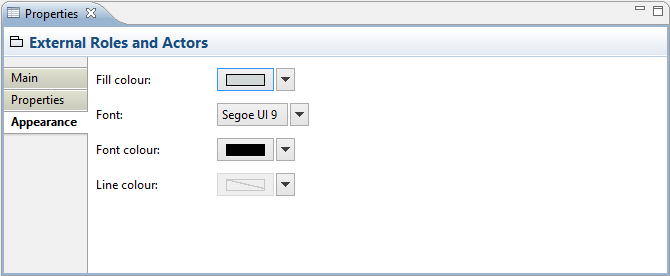 Properties
External Roles and Actors
Main
Properties
Appearance
Fill colour:
Font: Segoe UI 9
Font colour:
Line colour: